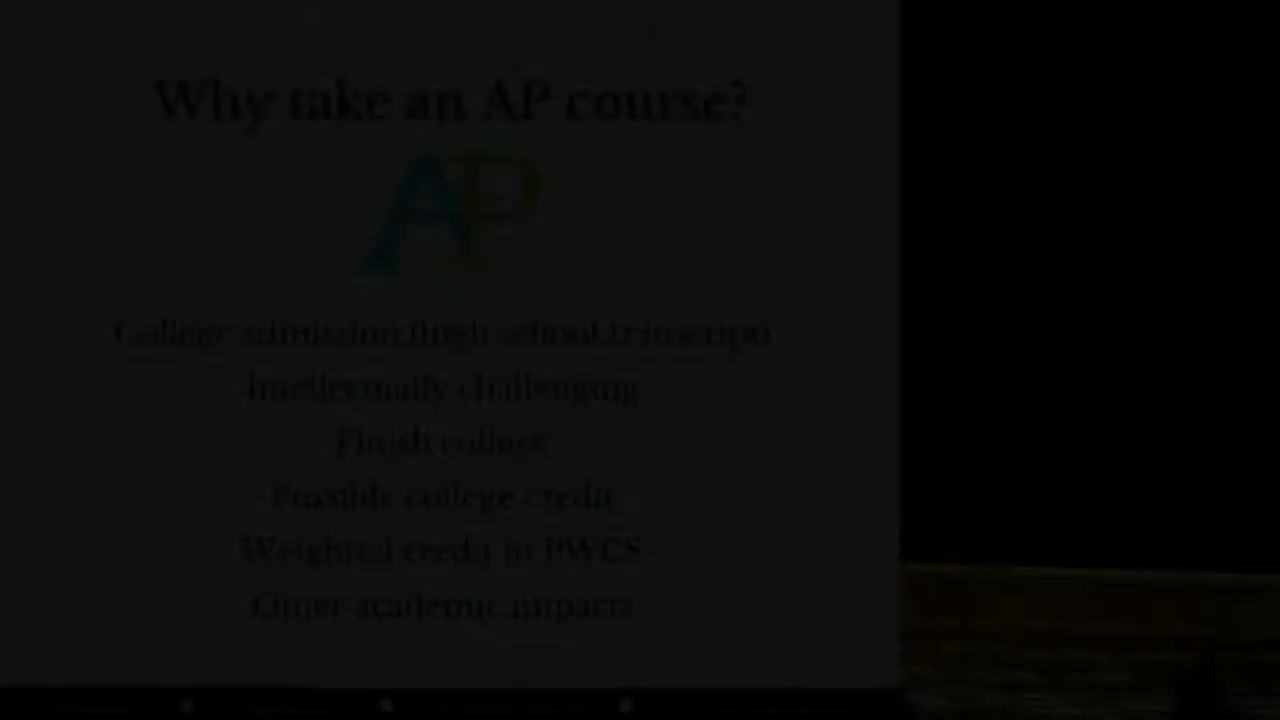 Why take an AP course?
AP
College admission (high school transcript)
Intellectually challenging
Finish college
Possible college credit
Weighted credit in PWCS
Other academic impacts